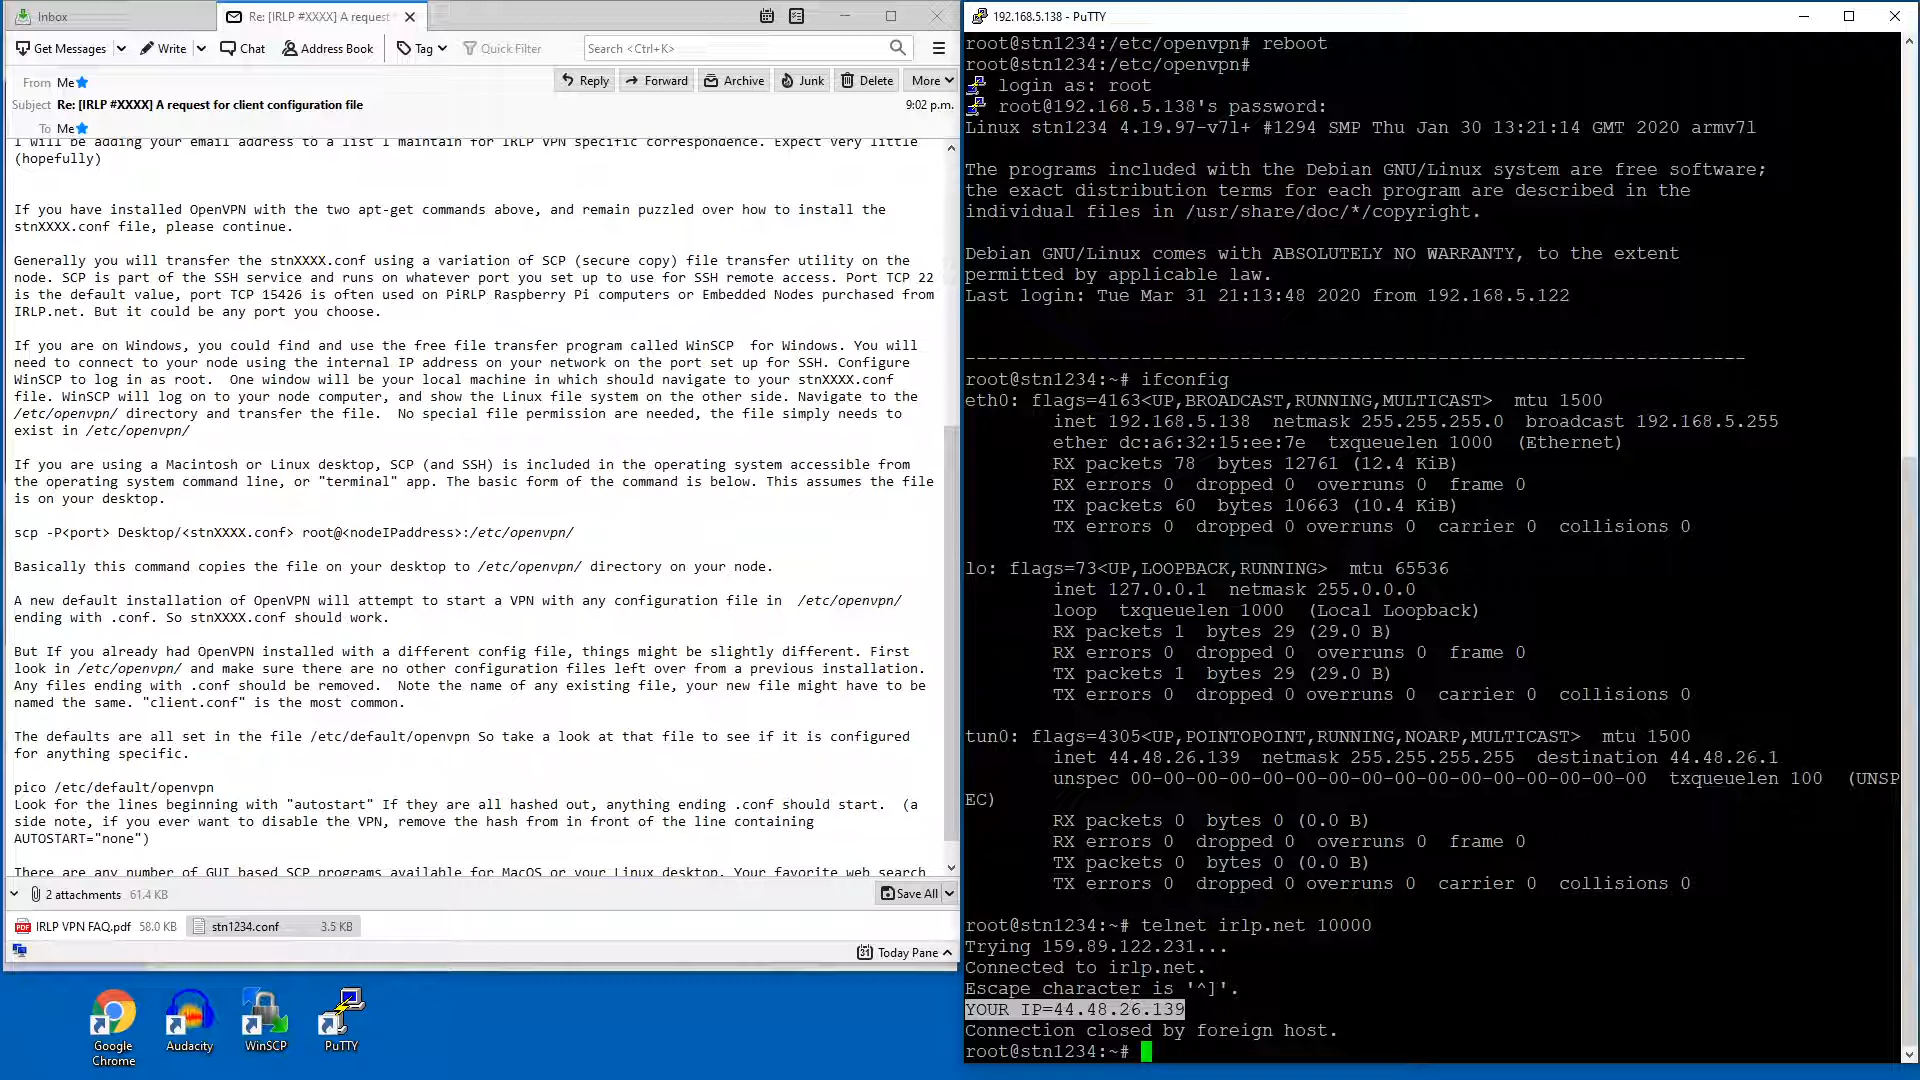 Inbox
Re: [IRLP #XXXX] A request
Get Messages
Write
Chat
Address Book
Tag
Quick Filter
Search <Ctrl+K>
From Me
Reply
Forward
Archive
Junk
Delete
More
Subject Re: [IRLP #XXXX] A request for client configuration file
9:02 p.m.
To Me
I will be adding your email address to a list I maintain for IRLP VPN specific correspondence. Expect very little
(hopefully)
If you have installed OpenVPN with the two apt-get commands above, and remain puzzled over how to install the
stnXXXX.conf file, please continue.
Generally you will transfer the stnXXXX.conf using a variation of SCP (secure copy) file transfer utility on the
node. SCP is part of the SSH service and runs on whatever port you set up to use for SSH remote access. Port TCP 22
is the default value, port TCP 15426 is often used on PiRLP Raspberry Pi computers or Embedded Nodes purchased from
IRLP.net. But it could be any port you choose.
If you are on Windows, you could find and use the free file transfer program called WinSCP  for Windows. You will
need to connect to your node using the internal IP address on your network on the port set up for SSH. Configure
WinSCP to log in as root.  One window will be your local machine in which should navigate to your stnXXXX.conf
file. WinSCP will log on to your node computer, and show the Linux file system on the other side. Navigate to the
/etc/openvpn/ directory and transfer the file.  No special file permission are needed, the file simply needs to
exist in /etc/openvpn/
If you are using a Macintosh or Linux desktop, SCP (and SSH) is included in the operating system accessible from
the operating system command line, or "terminal" app. The basic form of the command is below. This assumes the file
is on your desktop.
scp -P<port> Desktop/<stnXXXX.conf> root@<nodeIPaddress>:/etc/openvpn/
Basically this command copies the file on your desktop to /etc/openvpn/ directory on your node.
A new default installation of OpenVPN will attempt to start a VPN with any configuration file in  /etc/openvpn/
ending with .conf. So stnXXXX.conf should work.
But If you already had OpenVPN installed with a different config file, things might be slightly different. First
look in /etc/openvpn/ and make sure there are no other configuration files left over from a previous installation.
Any files ending with .conf should be removed.  Note the name of any existing file, your new file might have to be
named the same. "client.conf" is the most common.
The defaults are all set in the file /etc/default/openvpn So take a look at that file to see if it is configured
for anything specific.
pico /etc/default/openvpn
Look for the lines beginning with "autostart" If they are all hashed out, anything ending .conf should start.  (a
side note, if you ever want to disable the VPN, remove the hash from in front of the line containing
AUTOSTART="none")
There are any number of GUI based SCP programs available for MacOS or your Linux desktop. Your favorite web search
2 attachments 61.4 KB
Save All
IRLP VPN FAQ.pdf 58.0 KB
stn1234.conf 3.5 KB
31 Today Pane
Google Chrome
Audacity
WinSCP
PuTTY
192.168.5.138 - PuTTY
root@stn1234:/etc/openvpn# reboot
root@stn1234:/etc/openvpn#
login as: root
root@192.168.5.138's password:
Linux stn1234 4.19.97-v7l+ #1294 SMP Thu Jan 30 13:21:14 GMT 2020 armv7l
The programs included with the Debian GNU/Linux system are free software;
the exact distribution terms for each program are described in the
individual files in /usr/share/doc/*/copyright.
Debian GNU/Linux comes with ABSOLUTELY NO WARRANTY, to the extent
permitted by applicable law.
Last login: Tue Mar 31 21:13:48 2020 from 192.168.5.122
-----------------------------------------------------------------------
root@stn1234:~# ifconfig
eth0: flags=4163<UP,BROADCAST,RUNNING,MULTICAST>  mtu 1500
inet 192.168.5.138  netmask 255.255.255.0  broadcast 192.168.5.255
ether dc:a6:32:15:ee:7e  txqueuelen 1000  (Ethernet)
RX packets 78  bytes 12761 (12.4 KiB)
RX errors 0  dropped 0  overruns 0  frame 0
TX packets 60  bytes 10663 (10.4 KiB)
TX errors 0  dropped 0 overruns 0  carrier 0  collisions 0
lo: flags=73<UP,LOOPBACK,RUNNING>  mtu 65536
inet 127.0.0.1  netmask 255.0.0.0
loop  txqueuelen 1000  (Local Loopback)
RX packets 1  bytes 29 (29.0 B)
RX errors 0  dropped 0  overruns 0  frame 0
TX packets 1  bytes 29 (29.0 B)
TX errors 0  dropped 0 overruns 0  carrier 0  collisions 0
tun0: flags=4305<UP,POINTOPOINT,RUNNING,NOARP,MULTICAST>  mtu 1500
inet 44.48.26.139  netmask 255.255.255.255  destination 44.48.26.1
unspec 00-00-00-00-00-00-00-00-00-00-00-00-00-00-00-00  txqueuelen 100  (UNSP
EC)
RX packets 0  bytes 0 (0.0 B)
RX errors 0  dropped 0  overruns 0  frame 0
TX packets 0  bytes 0 (0.0 B)
TX errors 0  dropped 0 overruns 0  carrier 0  collisions 0
root@stn1234:~# telnet irlp.net 10000
Trying 159.89.122.231...
Connected to irlp.net.
Escape character is '^]'.
YOUR IP=44.48.26.139
Connection closed by foreign host.
root@stn1234:~#